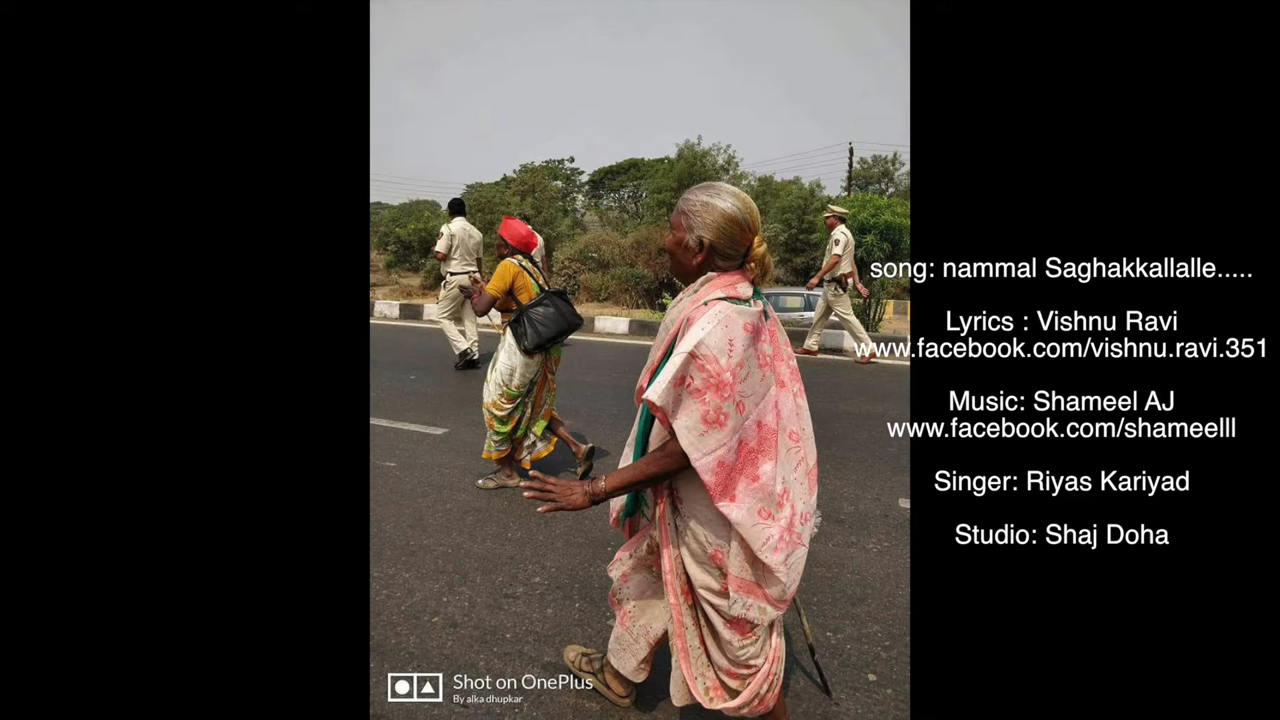 song: nammal Saghakkallalle.....
Lyrics : Vishnu Ravi
www.facebook.com/vishnu.ravi.351
Music: Shameel AJ
www.facebook.com/shameelll
Singer: Riyas Kariyad
Studio: Shaj Doha
Shot on OnePlus
By alka dhupkar